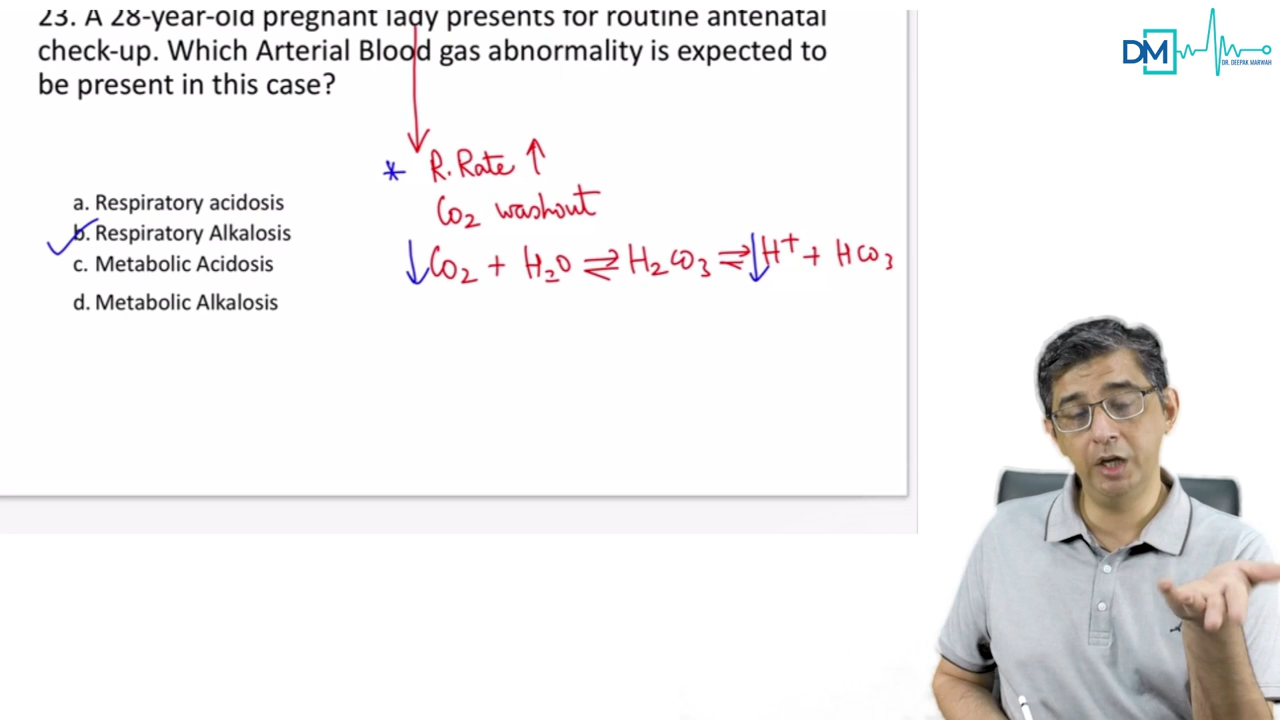 23. A 28-year-old pregnant lady presents for routine antenatal
check-up. Which Arterial Blood gas abnormality is expected to
be present in this case?
* R.Rate ↑
CO2 washout
↓CO2 + H2O ⇌ H2CO3 ⇌ ↓H+ + HCO3
a. Respiratory acidosis
b. Respiratory Alkalosis
c. Metabolic Acidosis
d. Metabolic Alkalosis
DM
DR. DEEPAK MARWAH